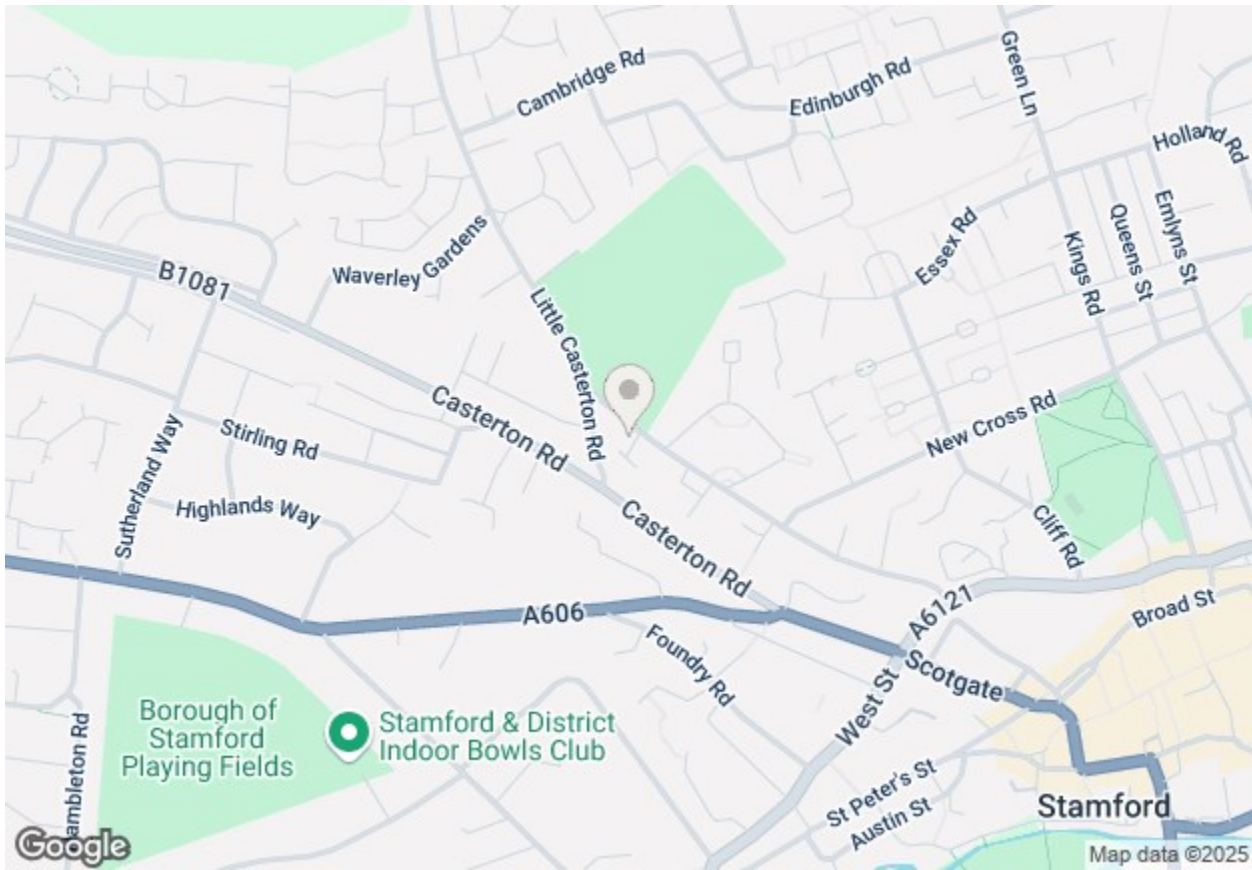 Cambridge Rd
Edinburgh Rd
Green Ln
Holland Rd
Emlyns St
Queens St
Kings Rd
Essex Rd
Waverley Gardens
B1081
Little Casterton Rd
Casterton Rd
New Cross Rd
Sutherland Way
Stirling Rd
Highlands Way
Casterton Rd
Cliff Rd
A606
A6121
Broad St
Foundry Rd
Scotgate
West St
Borough of
Stamford
Playing Fields
Stamford & District
Indoor Bowls Club
St Peter's St
Austin St
Stamford
Rd
Google
Map data ©2025